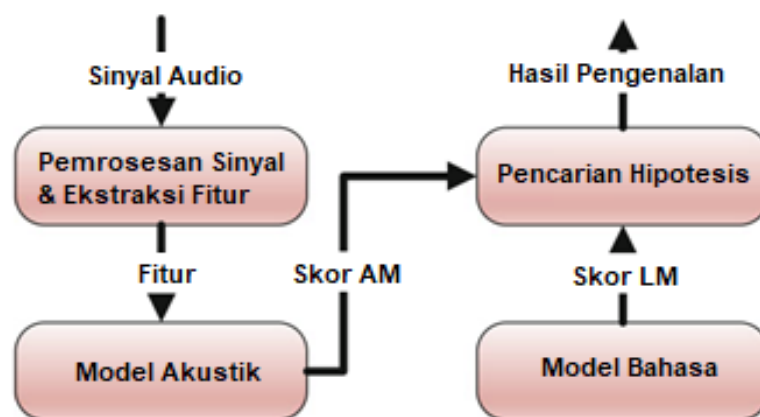 Sinyal Audio
Hasil Pengenalan
Pemrosesan Sinyal
& Ekstraksi Fitur
Pencarian Hipotesis
Fitur
Skor AM
Skor LM
Model Akustik
Model Bahasa